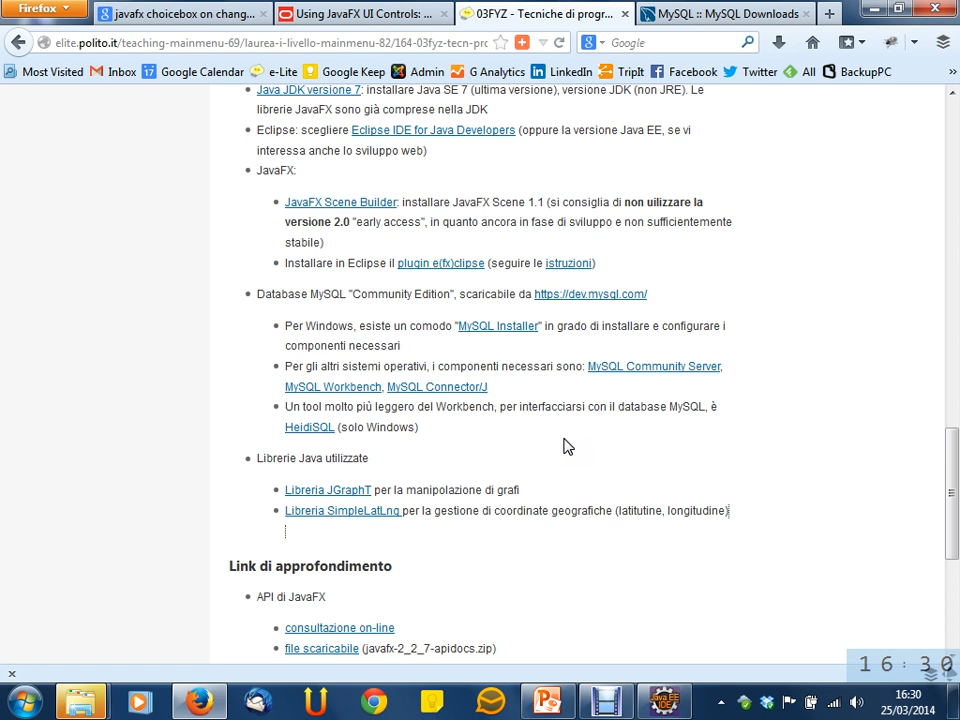 Firefox
javafx choicebox on chang...
Using JavaFX UI Controls: ...
03FYZ - Tecniche di progr...
MySQL :: MySQL Downloads
elite.polito.it/teaching-mainmenu-69/laurea-i-livello-mainmenu-82/164-03fyz-tecn-pro
Google
Most Visited
Inbox
Google Calendar
e-Lite
Google Keep
Admin
G Analytics
LinkedIn
TripIt
Facebook
Twitter
All
BackupPC
Java JDK versione 7: installare Java SE 7 (ultima versione), versione JDK (non JRE). Le
librerie JavaFX sono già comprese nella JDK
Eclipse: scegliere Eclipse IDE for Java Developers (oppure la versione Java EE, se vi
interessa anche lo sviluppo web)
JavaFX:
JavaFX Scene Builder: installare JavaFX Scene 1.1 (si consiglia di non uilizzare la
versione 2.0 "early access", in quanto ancora in fase di sviluppo e non sufficientemente
stabile)
Installare in Eclipse il plugin e(fx)clipse (seguire le istruzioni)
Database MySQL "Community Edition", scaricabile da https://dev.mysql.com/
Per Windows, esiste un comodo "MySQL Installer" in grado di installare e configurare i
componenti necessari
Per gli altri sistemi operativi, i componenti necessari sono: MySQL Community Server,
MySQL Workbench, MySQL Connector/J
Un tool molto più leggero del Workbench, per interfacciarsi con il database MySQL, è
HeidiSQL (solo Windows)
Librerie Java utilizzate
Libreria JGraphT per la manipolazione di grafi
Libreria SimpleLatLng per la gestione di coordinate geografiche (latitutine, longitudine)
Link di approfondimento
API di JavaFX
consultazione on-line
file scaricabile (javafx-2_2_7-apidocs.zip)
16:30
Java EE
IDE
16:30
25/03/2014